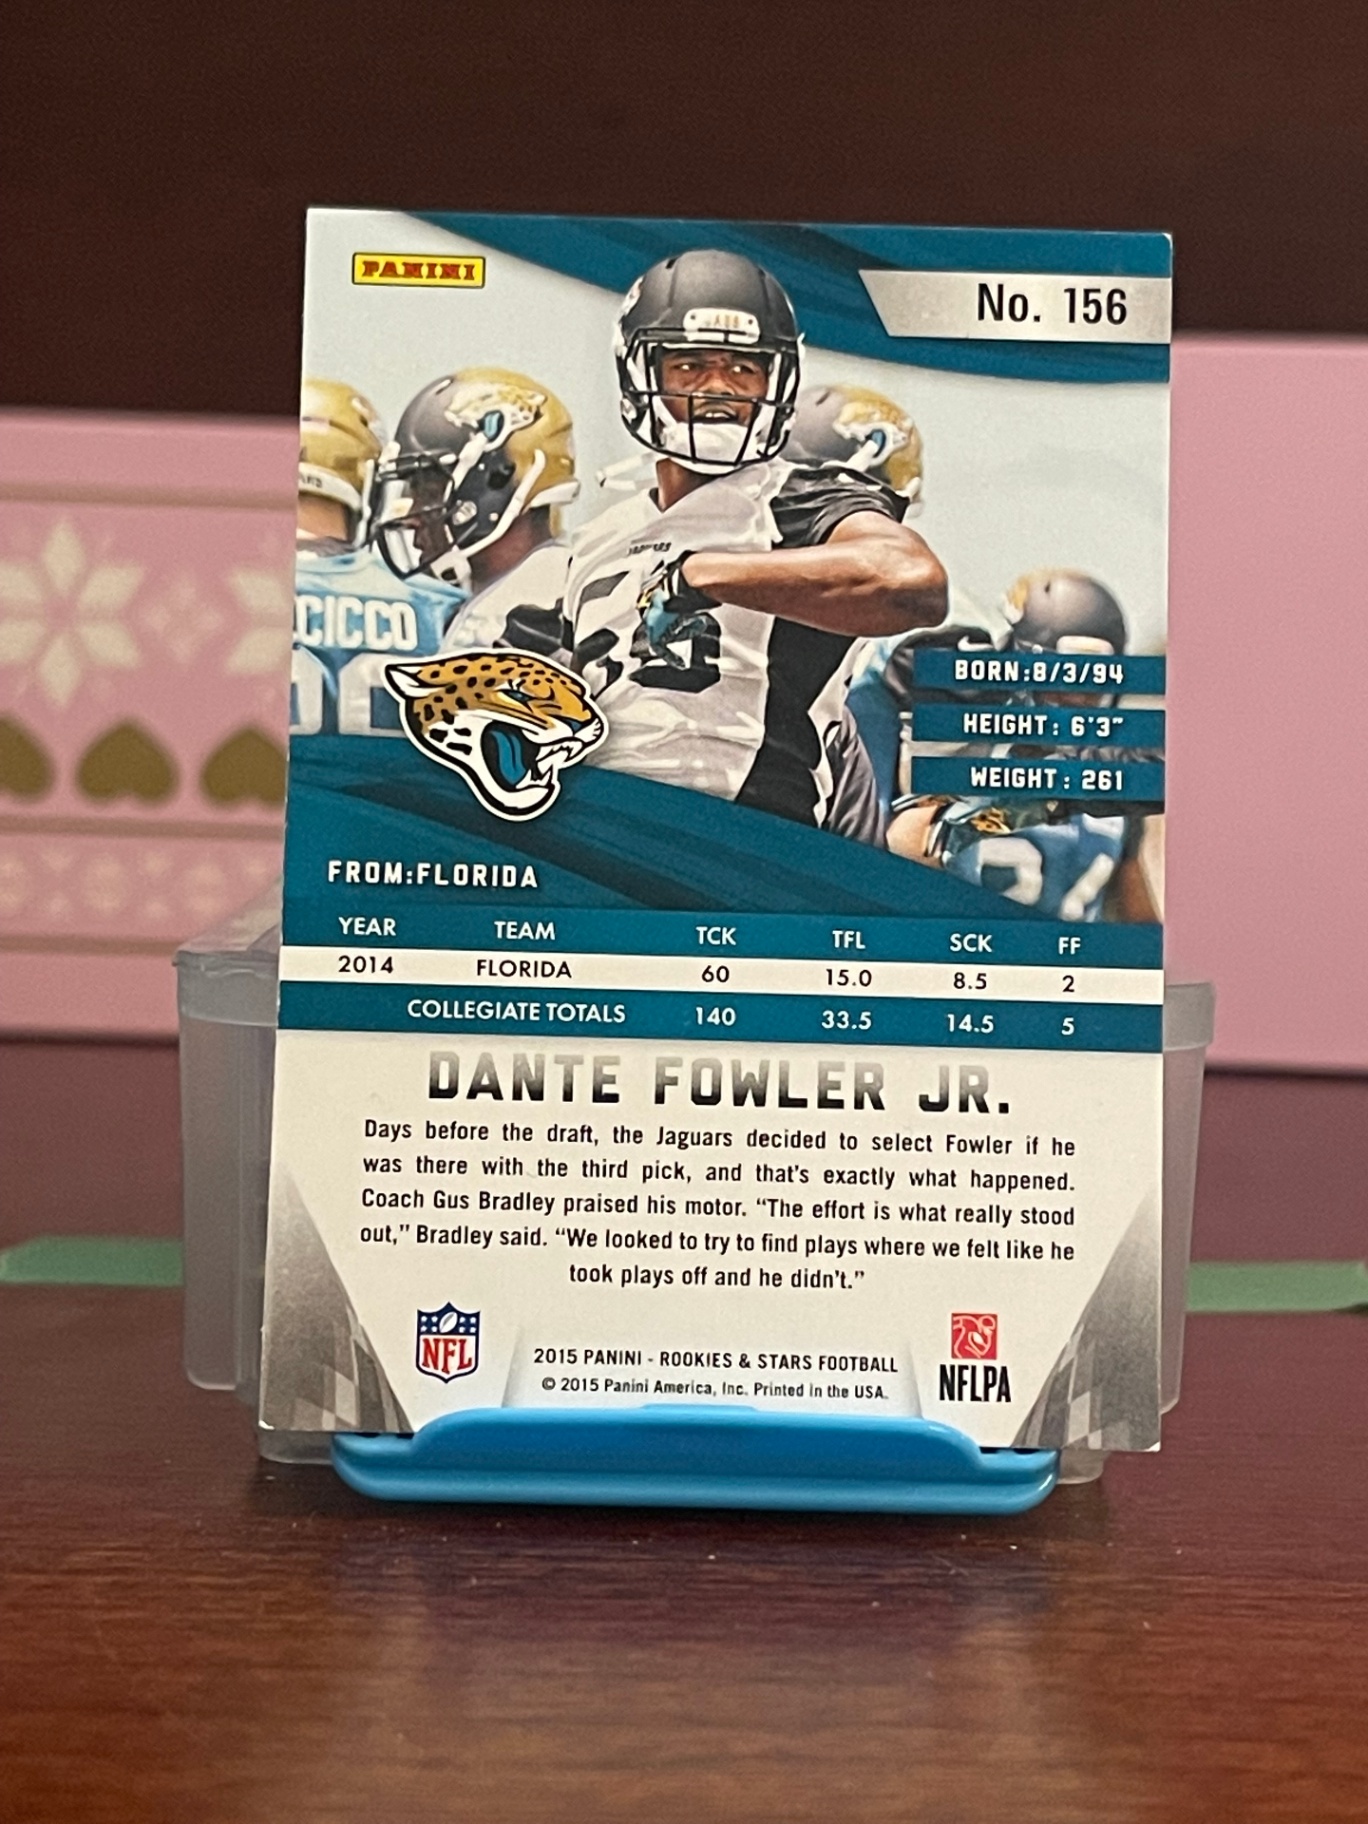 PANINI
No. 156
CICCO
BORN:8/3/94
HEIGHT: 6'3"
WEIGHT: 261
FROM:FLORIDA
YEAR TEAM TCK TFL SCK FF
2014 FLORIDA 60 15.0 8.5 2
COLLEGIATE TOTALS 140 33.5 14.5 5
DANTE FOWLER JR.
Days before the draft, the Jaguars decided to select Fowler if he
was there with the third pick, and that's exactly what happened.
Coach Gus Bradley praised his motor. “The effort is what really stood
out,” Bradley said. “We looked to try to find plays where we felt like he
took plays off and he didn't.”
NFL
2015 PANINI - ROOKIES & STARS FOOTBALL
© 2015 Panini America, Inc. Printed in the USA.
NFLPA